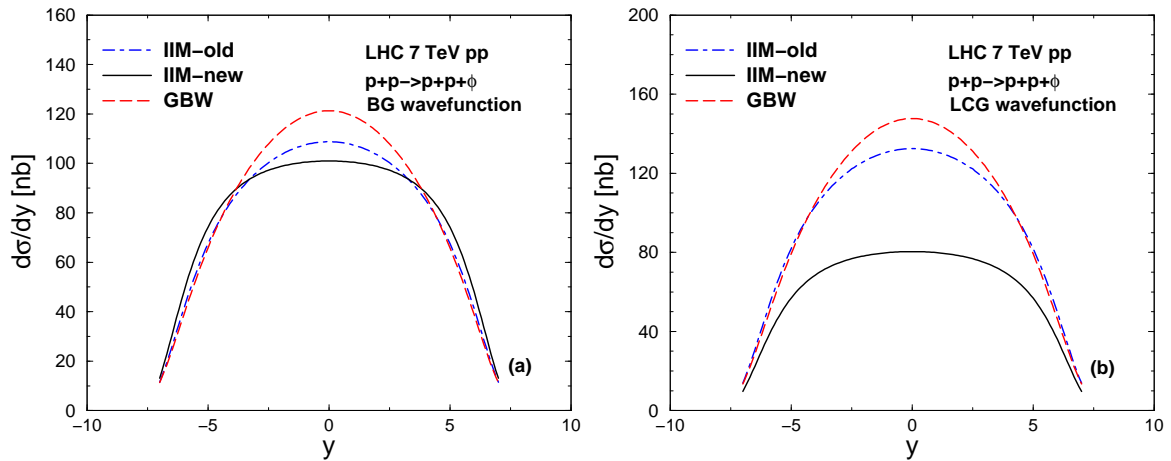 160
140
120
100
80
60
40
20
0
dσ/dy [nb]
IIM−old
IIM−new
GBW
LHC 7 TeV pp
p+p−>p+p+ϕ
BG wavefunction
(a)
−10 −5 0 5 10
y
200
160
120
80
40
0
dσ/dy [nb]
IIM−old
IIM−new
GBW
LHC 7 TeV pp
p+p−>p+p+ϕ
LCG wavefunction
(b)
−10 −5 0 5 10
y